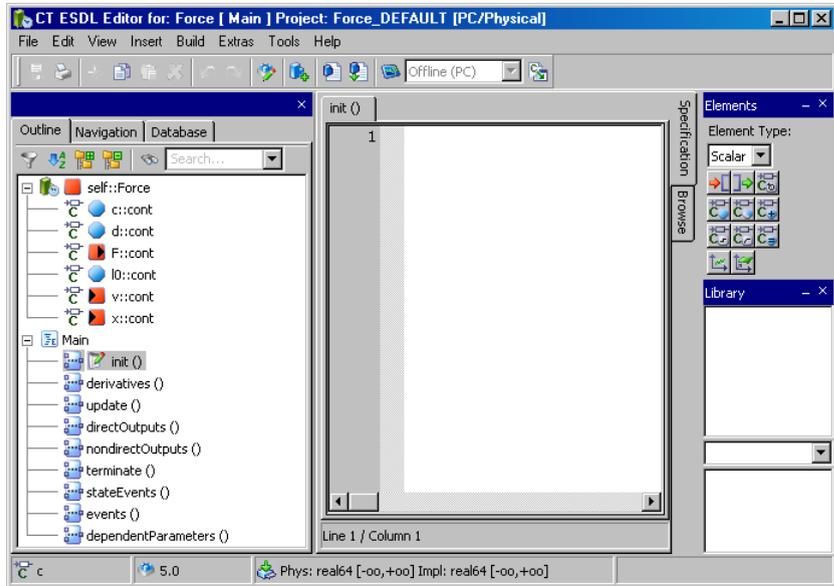 CT ESDL Editor for: Force [ Main ] Project: Force_DEFAULT [PC/Physical]
File Edit View Insert Build Extras Tools Help
Offline (PC)
Outline Navigation Database
Search...
self::Force
c::cont
d::cont
F::cont
l0::cont
v::cont
x::cont
Main
init ()
derivatives ()
update ()
directOutputs ()
nondirectOutputs ()
terminate ()
stateEvents ()
events ()
dependentParameters ()
init ()
1
Line 1 / Column 1
Specification
Browse
Elements
Element Type:
Scalar
Library
c
5.0
Phys: real64 [-oo,+oo] Impl: real64 [-oo,+oo]